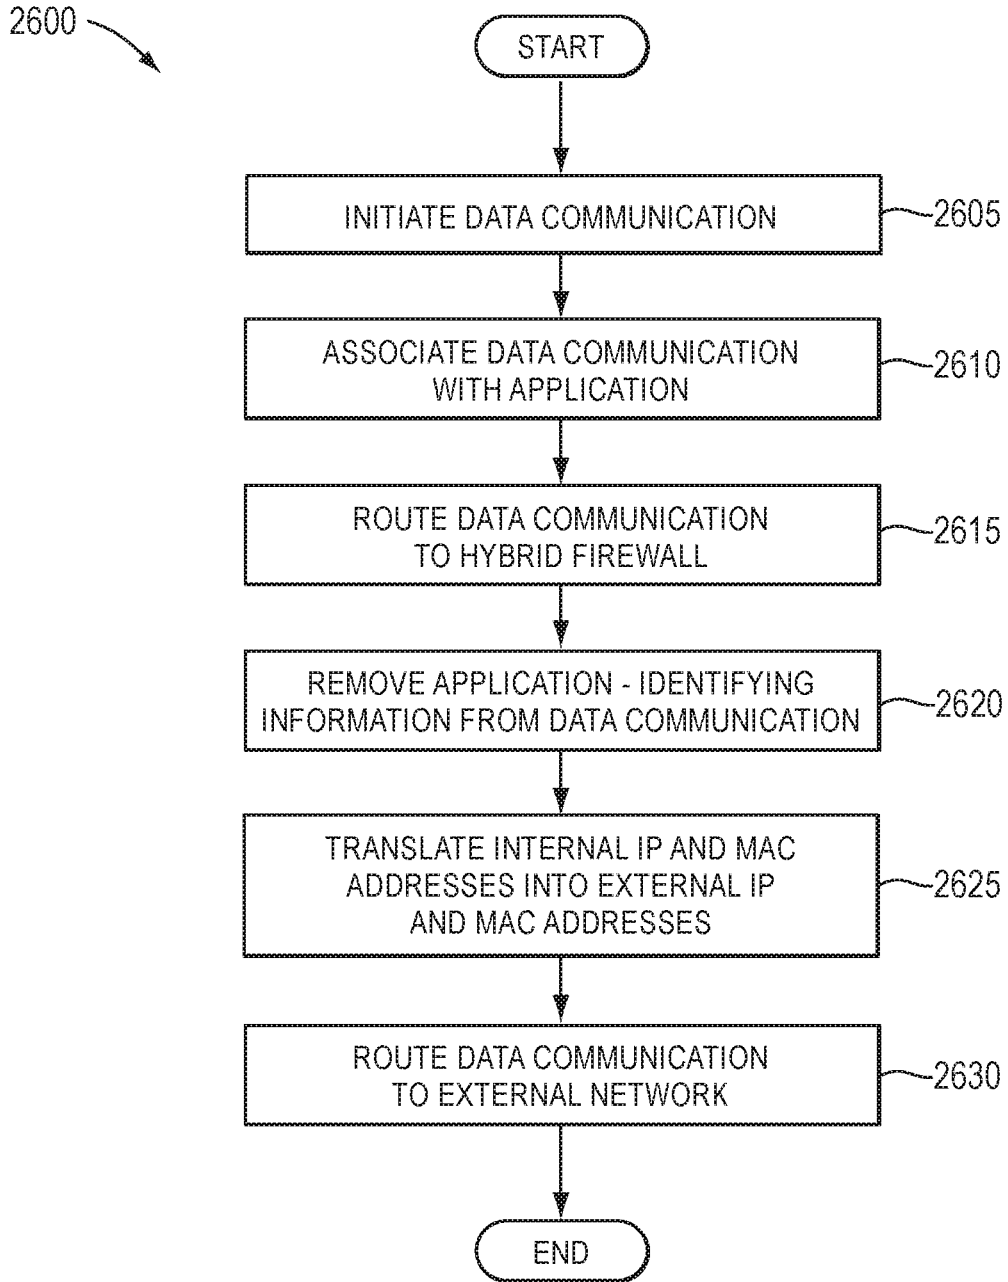 2600
START
INITIATE DATA COMMUNICATION
2605
ASSOCIATE DATA COMMUNICATION
WITH APPLICATION
2610
ROUTE DATA COMMUNICATION
TO HYBRID FIREWALL
2615
REMOVE APPLICATION - IDENTIFYING
INFORMATION FROM DATA COMMUNICATION
2620
TRANSLATE INTERNAL IP AND MAC
ADDRESSES INTO EXTERNAL IP
AND MAC ADDRESSES
2625
ROUTE DATA COMMUNICATION
TO EXTERNAL NETWORK
2630
END